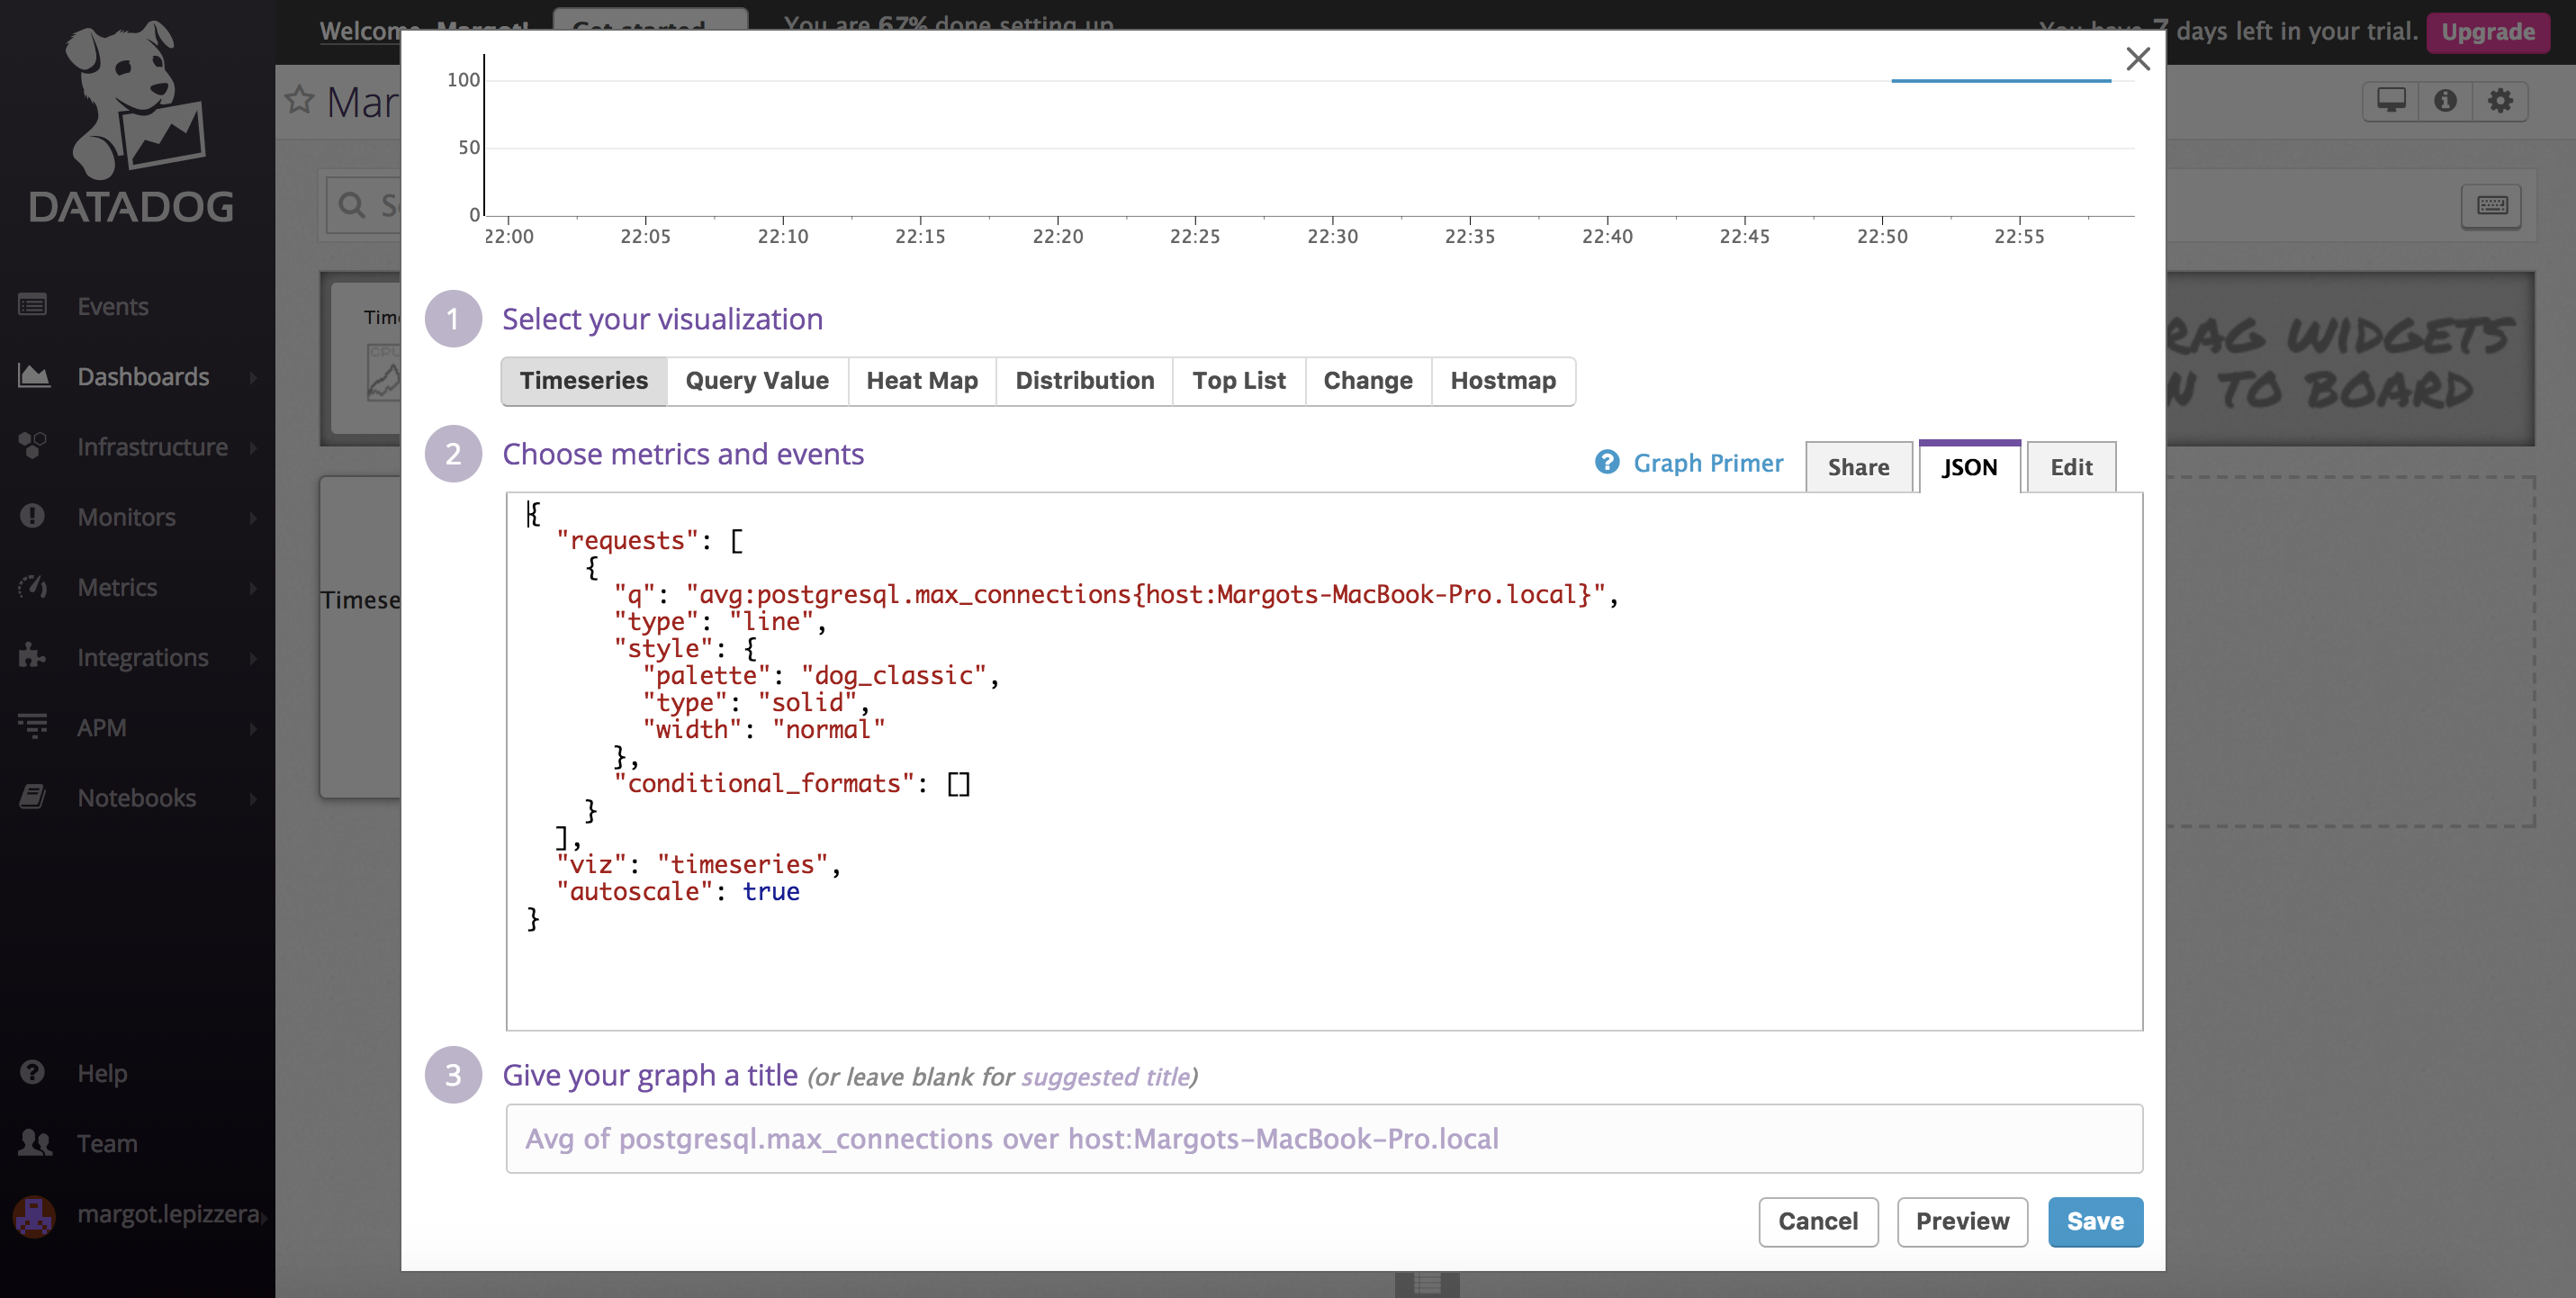 DATADOG
Events
Dashboards
Infrastructure
Monitors
Metrics
Integrations
APM
Notebooks
Help
Team
margot.lepizzera
Welcome, Margot!
Get started
You are 67% done setting up
You have 7 days left in your trial.
Upgrade
Mar
S
Time
CPU
RAG WIDGETS
N TO BOARD
Timese
100
50
0
22:00 22:05 22:10 22:15 22:20 22:25 22:30 22:35 22:40 22:45 22:50 22:55
1 Select your visualization
Timeseries Query Value Heat Map Distribution Top List Change Hostmap
2 Choose metrics and events
? Graph Primer Share JSON Edit
{
"requests": [
{
"q": "avg:postgresql.max_connections{host:Margots-MacBook-Pro.local}",
"type": "line",
"style": {
"palette": "dog_classic",
"type": "solid",
"width": "normal"
},
"conditional_formats": []
}
],
"viz": "timeseries",
"autoscale": true
}
3 Give your graph a title (or leave blank for suggested title)
Avg of postgresql.max_connections over host:Margots-MacBook-Pro.local
Cancel Preview Save